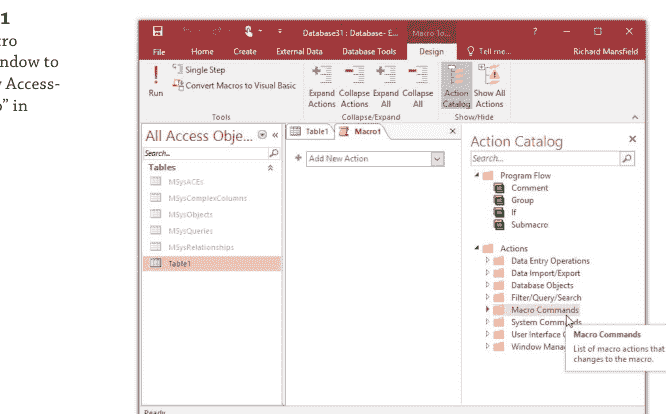 1
ro
ndow to
y Access-
o” in
Database31 : Database- E...
Macro To...
?
File
Home
Create
External Data
Database Tools
Design
Tell me...
Richard Mansfield
Run
Single Step
Convert Macros to Visual Basic
Tools
Expand Actions
Collapse Actions
Expand All
Collapse All
Collapse/Expand
Action Catalog
Show All Actions
Show/Hide
All Access Obje...
Search...
Tables
MSysACEs
MSysComplexColumns
MSysObjects
MSysQueries
MSysRelationships
Table1
Table1
Macro1
Add New Action
Action Catalog
Search...
Program Flow
Comment
Group
If
Submacro
Actions
Data Entry Operations
Data Import/Export
Database Objects
Filter/Query/Search
Macro Commands
System Commands
User Interface C
Window Mana
Macro Commands
List of macro actions that
changes to the macro.
Ready